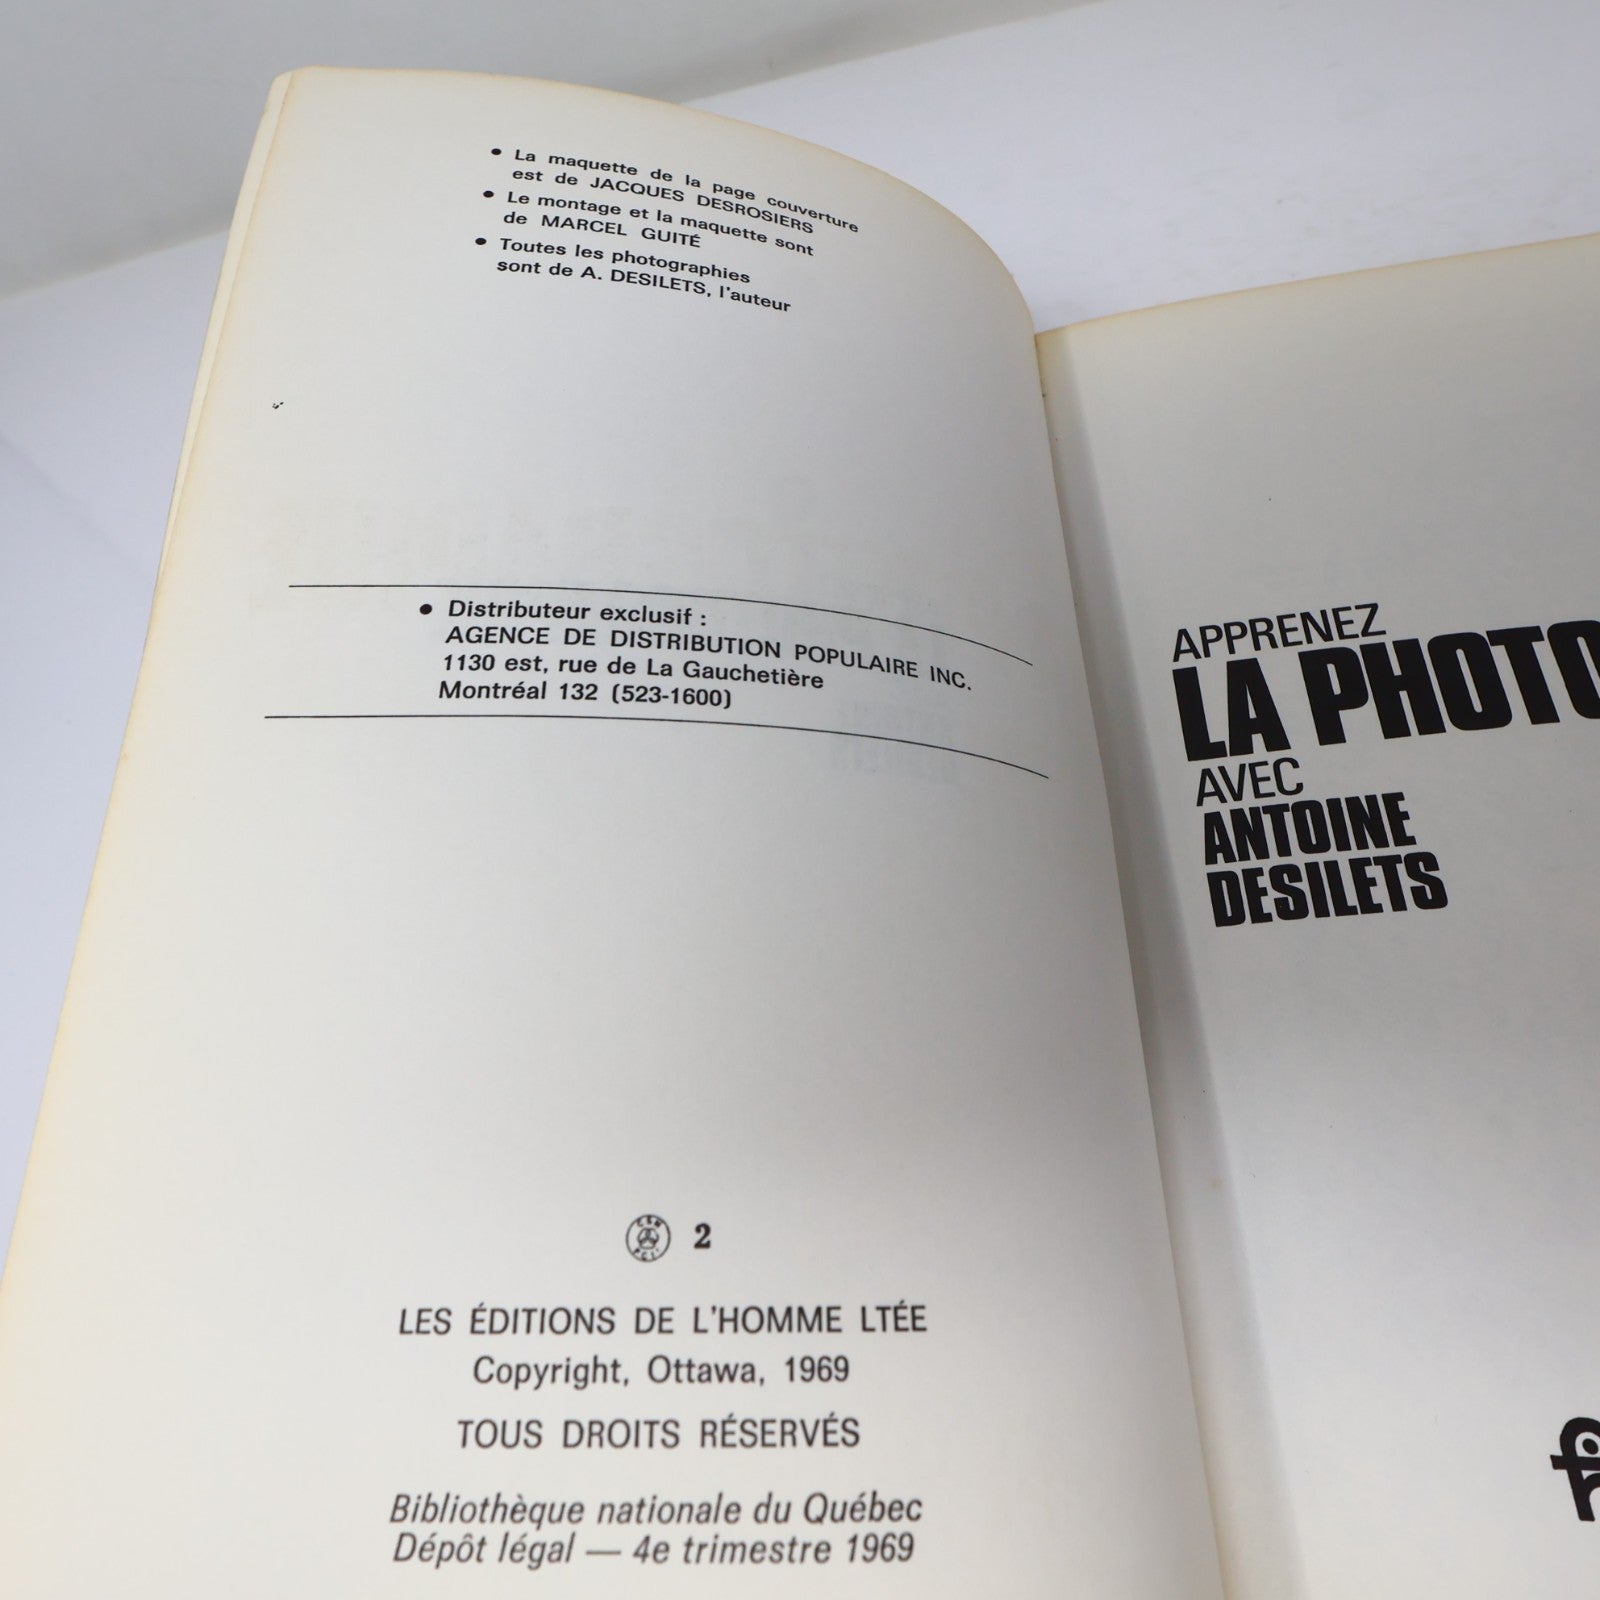 • La maquette de la page couverture
est de JACQUES DESROSIERS
• Le montage et la maquette sont
de MARCEL GUITÉ
• Toutes les photographies
sont de A. DESILETS, l'auteur
• Distributeur exclusif :
AGENCE DE DISTRIBUTION POPULAIRE INC.
1130 est, rue de La Gauchetière
Montréal 132 (523-1600)
2
LES ÉDITIONS DE L'HOMME LTÉE
Copyright, Ottawa, 1969
TOUS DROITS RÉSERVÉS
Bibliothèque nationale du Québec
Dépôt légal — 4e trimestre 1969
APPRENEZ
LA PHOTO
AVEC
ANTOINE
DESILETS